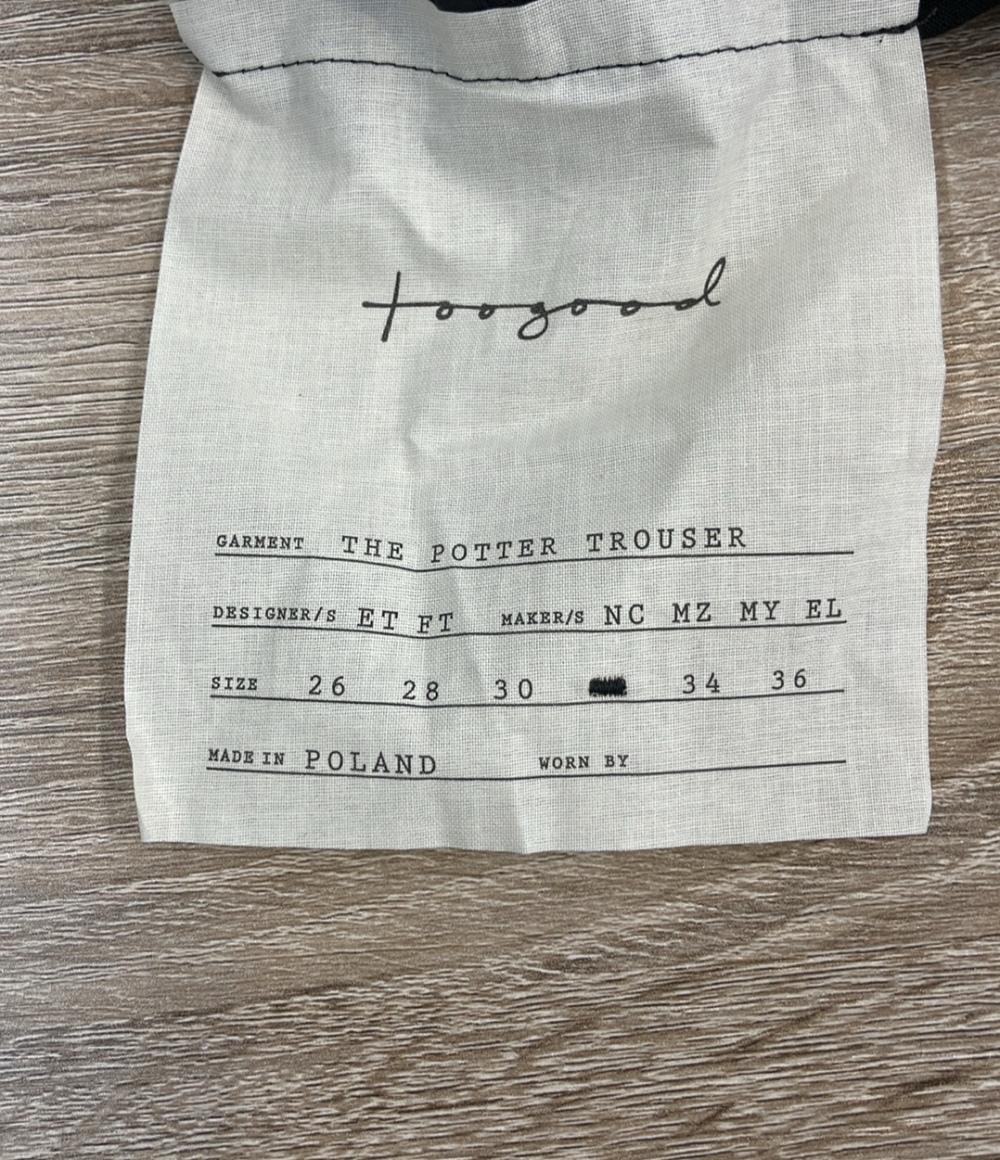 toogood
GARMENT THE POTTER TROUSER
DESIGNER/S ET FT MAKER/S NC MZ MY EL
SIZE 26 28 30 34 36
MADE IN POLAND WORN BY